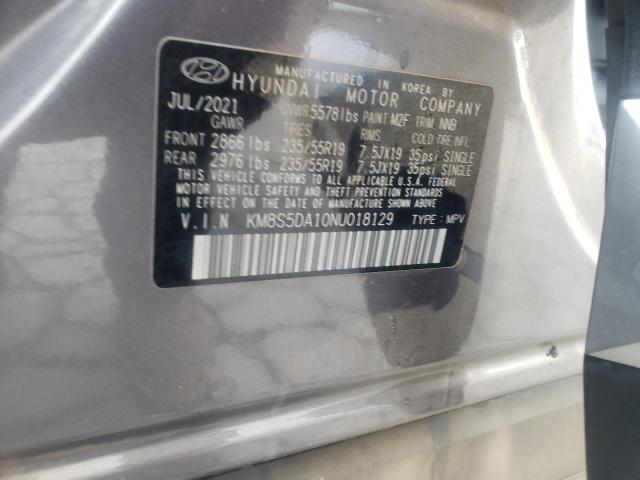 MANUFACTURED IN KOREA BY
HYUNDAI MOTOR COMPANY
JUL/2021 GVWR 5578lbs PAINT M2F TRIM NNB
GAWR TIRES RIMS COLD TIRE INFL
FRONT 2866 lbs 235/55R19 7.5JX19 35psi SINGLE
REAR 2976 lbs 235/55R19 7.5JX19 35psi SINGLE
THIS VEHICLE CONFORMS TO ALL APPLICABLE U.S.A. FEDERAL
MOTOR VEHICLE SAFETY AND THEFT PREVENTION STANDARDS
IN EFFECT ON THE DATE OF MANUFACTURE SHOWN ABOVE.
V.I.N KM8S5DA10NU018129 TYPE : MPV